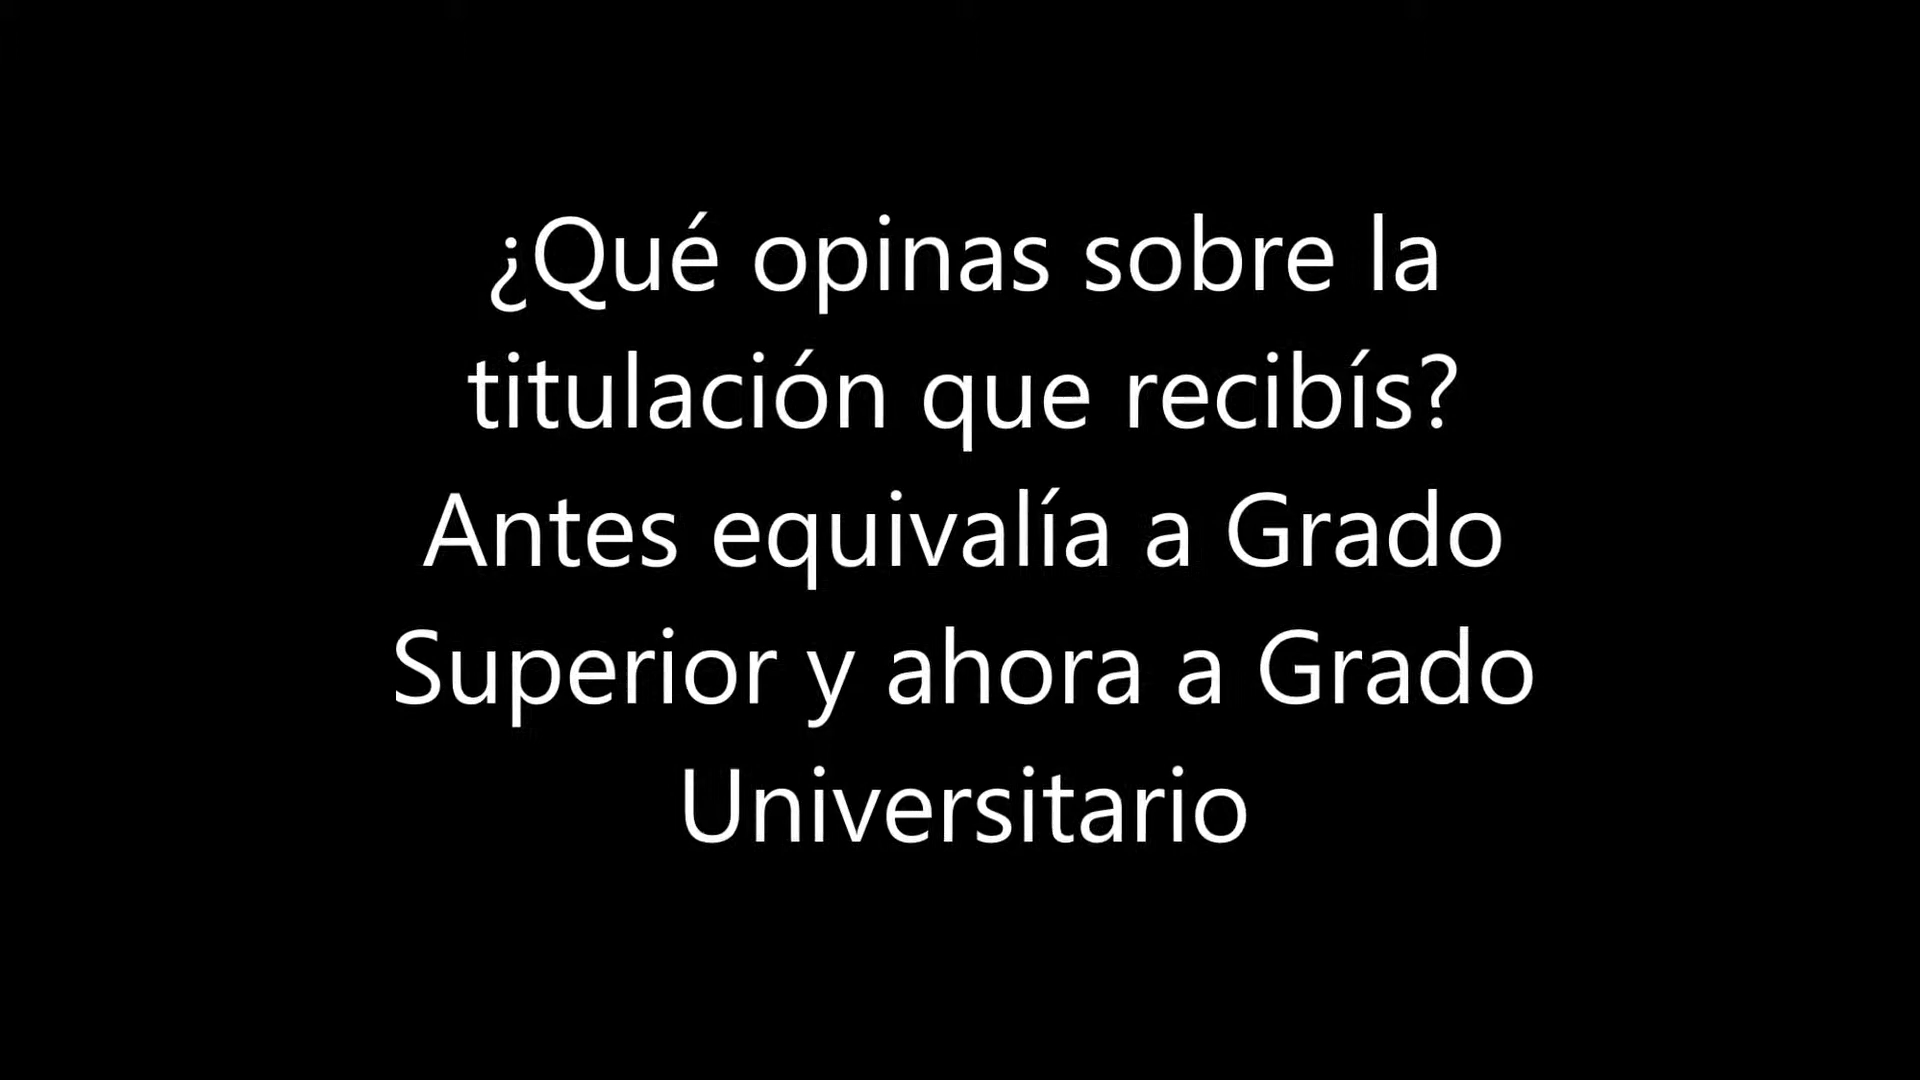 ¿Qué opinas sobre la
titulación que recibís?
Antes equivalía a Grado
Superior y ahora a Grado
Universitario